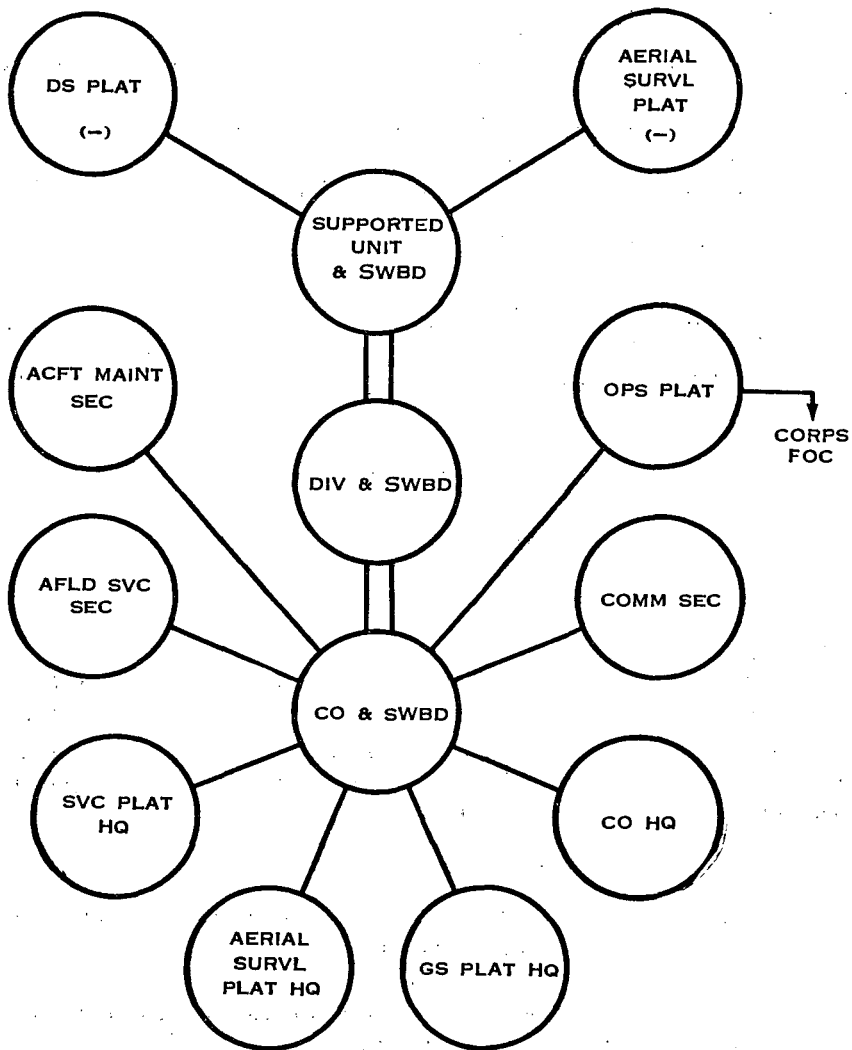 DS PLAT
(-)
AERIAL
SURVL
PLAT
(-)
SUPPORTED
UNIT
& SWBD
ACFT MAINT
SEC
OPS PLAT
CORPS
FOC
DIV & SWBD
AFLD SVC
SEC
COMM SEC
CO & SWBD
SVC PLAT
HQ
CO HQ
AERIAL
SURVL
PLAT HQ
GS PLAT HQ